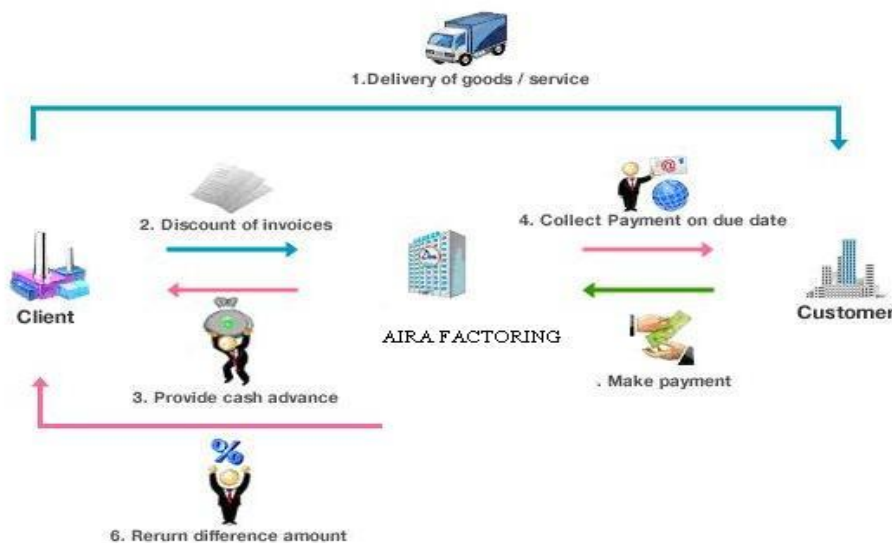 1.Delivery of goods / service
2. Discount of invoices
4. Collect Payment on due date
Client
AIRA FACTORING
Customer
3. Provide cash advance
. Make payment
6. Rerurn difference amount